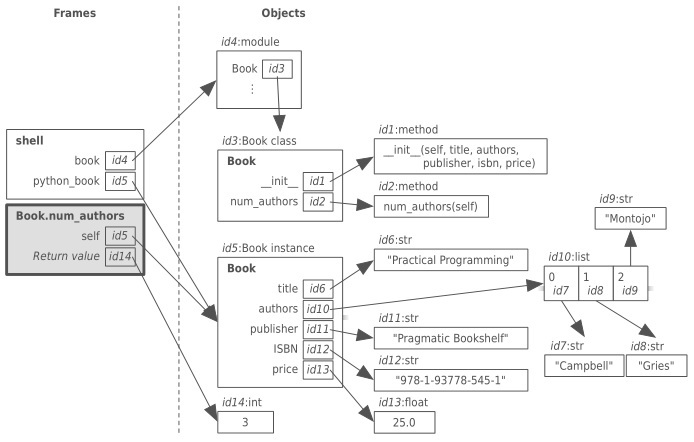 Frames
Objects
id4:module
Book id3
⋮
shell
book id4
python_book id5
Book.num_authors
self id5
Return value id14
id3:Book class
Book
__init__ id1
num_authors id2
id1:method
__init__(self, title, authors,
publisher, isbn, price)
id2:method
num_authors(self)
id5:Book instance
Book
title id6
authors id10
publisher id11
ISBN id12
price id13
id6:str
"Practical Programming"
id9:str
"Montojo"
id10:list
0 1 2
id7 id8 id9
id11:str
"Pragmatic Bookshelf"
id7:str
"Campbell"
id8:str
"Gries"
id12:str
"978-1-93778-545-1"
id14:int
3
id13:float
25.0